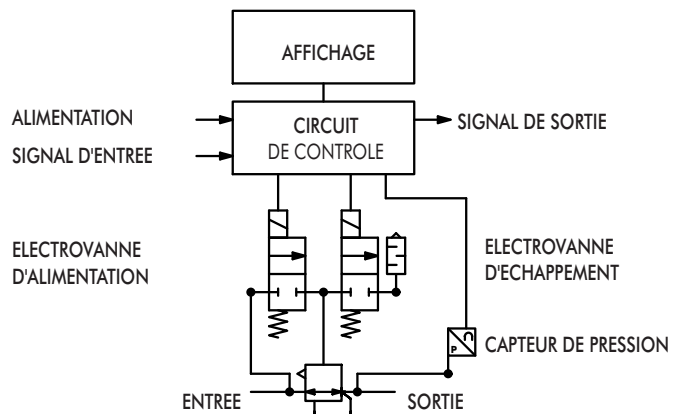 AFFICHAGE
ALIMENTATION
CIRCUIT
DE CONTROLE
SIGNAL DE SORTIE
SIGNAL D'ENTREE
ELECTROVANNE
D'ALIMENTATION
ELECTROVANNE
D'ECHAPPEMENT
P
CAPTEUR DE PRESSION
ENTREE
SORTIE